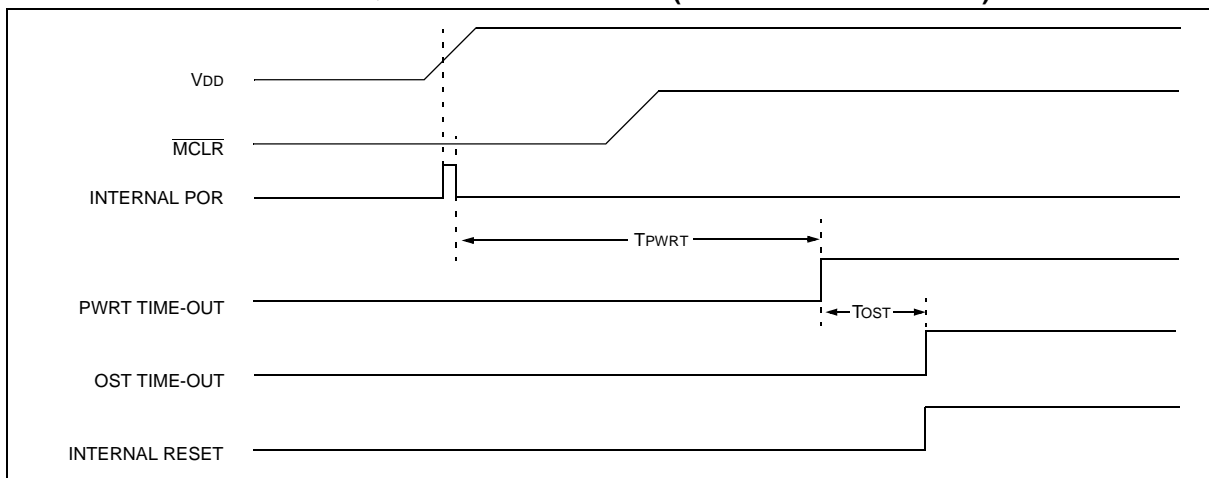 VDD
MCLR
INTERNAL POR
TPWRT
PWRT TIME-OUT
TOST
OST TIME-OUT
INTERNAL RESET